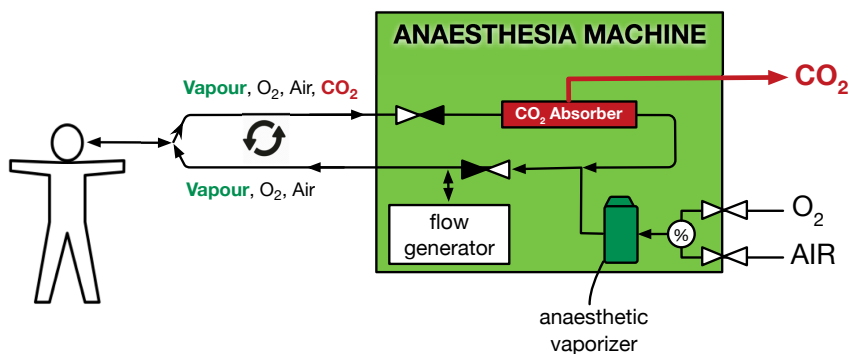 ANAESTHESIA MACHINE
CO₂
Vapour, O₂, Air, CO₂
CO₂ Absorber
Vapour, O₂, Air
flow
generator
%
O₂
AIR
anaesthetic
vaporizer